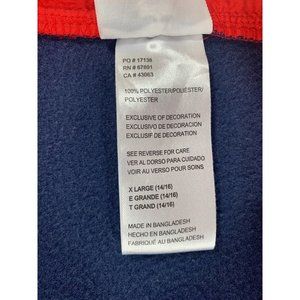 PO # 17136
RN # 67891
CA # 43063
100% POLYESTER/POLIÉSTER/
POLYESTER
EXCLUSIVE OF DECORATION
EXCLUSIVO DE DECORACION
EXCLUSIF DE DECORATION
SEE REVERSE FOR CARE
VER AL DORSO PARA CUIDADO
VOIR AU VERSO POUR SOINS
X LARGE (14/16)
E GRANDE (14/16)
T GRAND (14/16)
MADE IN BANGLADESH
HECHO EN BANGLADESH
FABRIQUÉ AU BANGLADESH